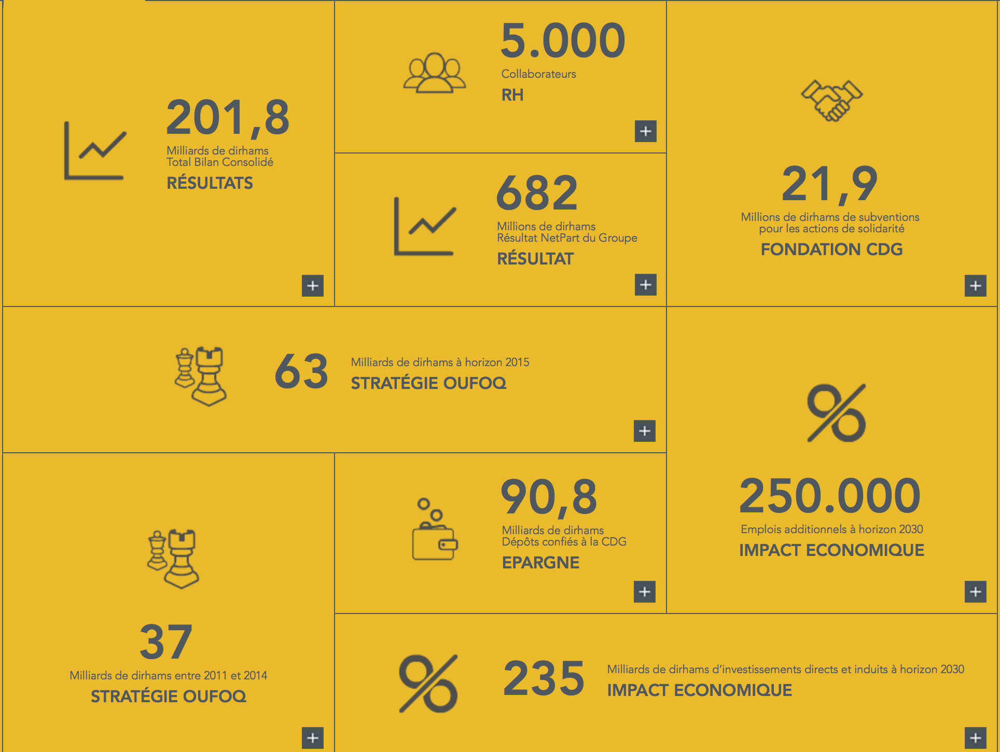 201,8
Milliards de dirhams
Total Bilan Consolidé
RÉSULTATS
5.000
Collaborateurs
RH
682
Millions de dirhams
Résultat NetPart du Groupe
RÉSULTAT
21,9
Millions de dirhams de subventions
pour les actions de solidarité
FONDATION CDG
63
Milliards de dirhams à horizon 2015
STRATÉGIE OUFOQ
37
Milliards de dirhams entre 2011 et 2014
STRATÉGIE OUFOQ
90,8
Milliards de dirhams
Dépôts confiés à la CDG
EPARGNE
250.000
Emplois additionnels à horizon 2030
IMPACT ECONOMIQUE
235
Milliards de dirhams d’investissements directs et induits à horizon 2030
IMPACT ECONOMIQUE